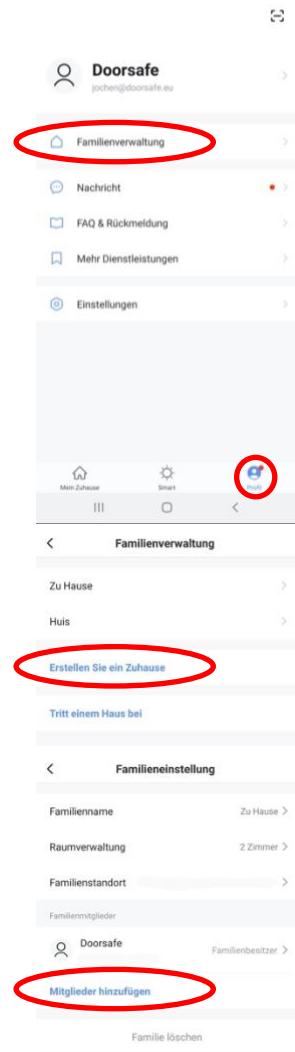 Doorsafe
jochen@doorsafe.eu
Familienverwaltung
Nachricht
FAQ & Rückmeldung
Mehr Dienstleistungen
Einstellungen
Mein Zuhause Smart Profil
Familienverwaltung
Zu Hause
Huis
Erstellen Sie ein Zuhause
Tritt einem Haus bei
Familieneinstellung
Familienname Zu Hause
Raumverwaltung 2 Zimmer
Familienstandort
Familienmitglieder
Doorsafe Familienbesitzer
Mitglieder hinzufügen
Familie löschen